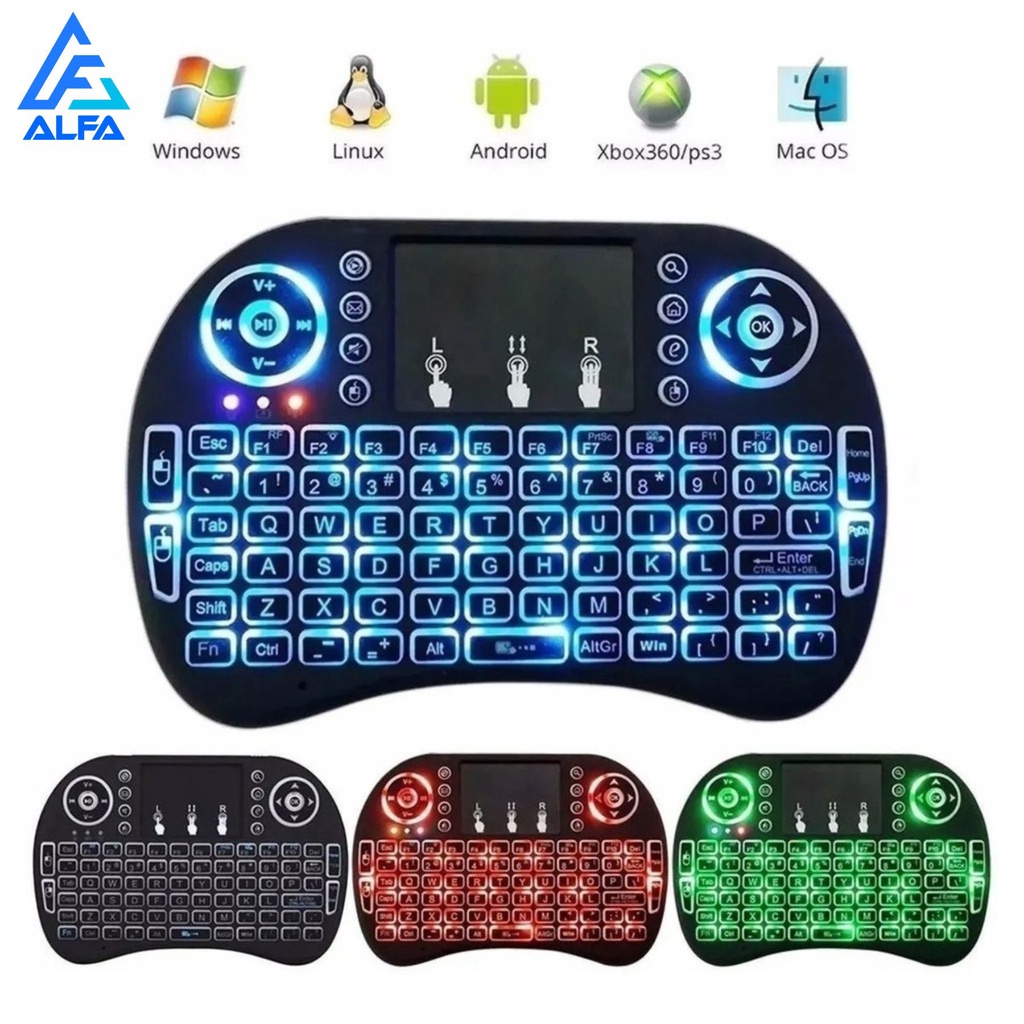 ALFA
Windows Linux Android Xbox360/ps3 Mac OS
V+
V-
OK
L R
Esc F1 RF F2 F3 F4 F5 F6 F7 PrtSc F8 F9 F11 F10 F12 Del Home
` ~ 1 ! 2 @ 3 # 4 $ 5 % 6 ^ 7 & 8 * 9 ( 0 ) BACK PgUp
Tab Q W E R T Y U I O P \ | PgDn
Caps A S D F G H J K L Enter CTRL+ALT+DEL End
Shift Z X C V B N M , < . > ; : ' "
Fn Ctrl - _ = + Alt AltGr Win [ { ] } / ?